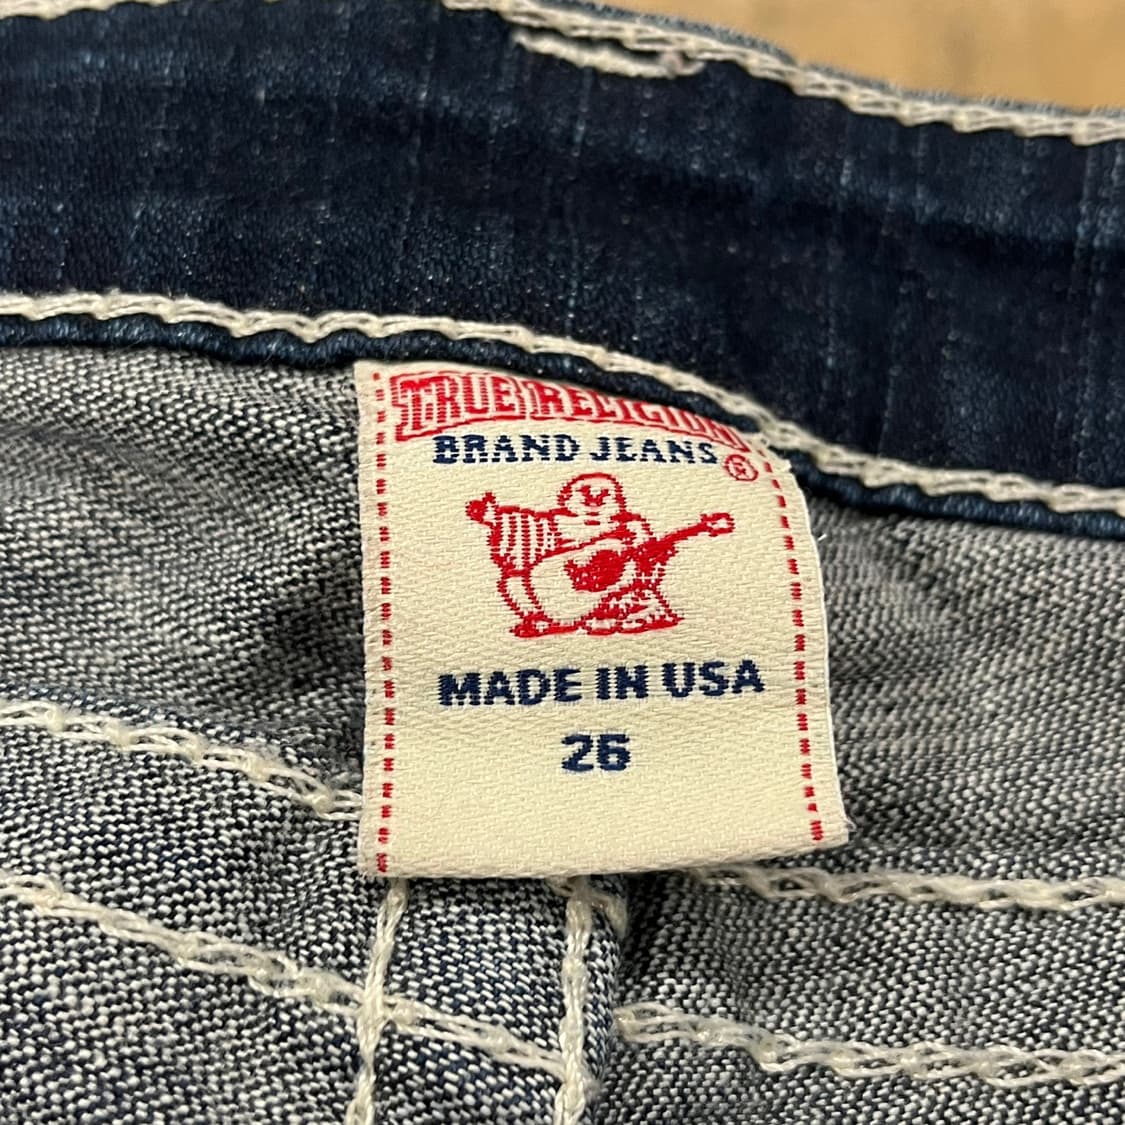 TRUE RELIGION
BRAND JEANS ®
MADE IN USA
26